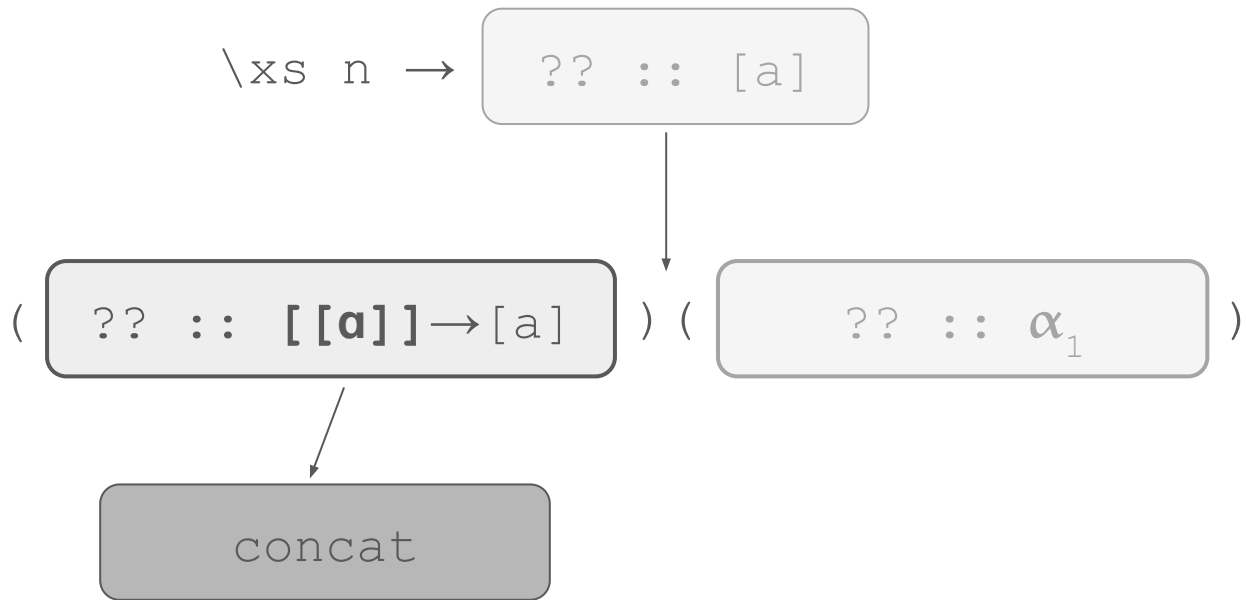 \xs n → ?? :: [a]
( ?? :: [[a]]→[a] ) ( ?? :: α₁ )
concat